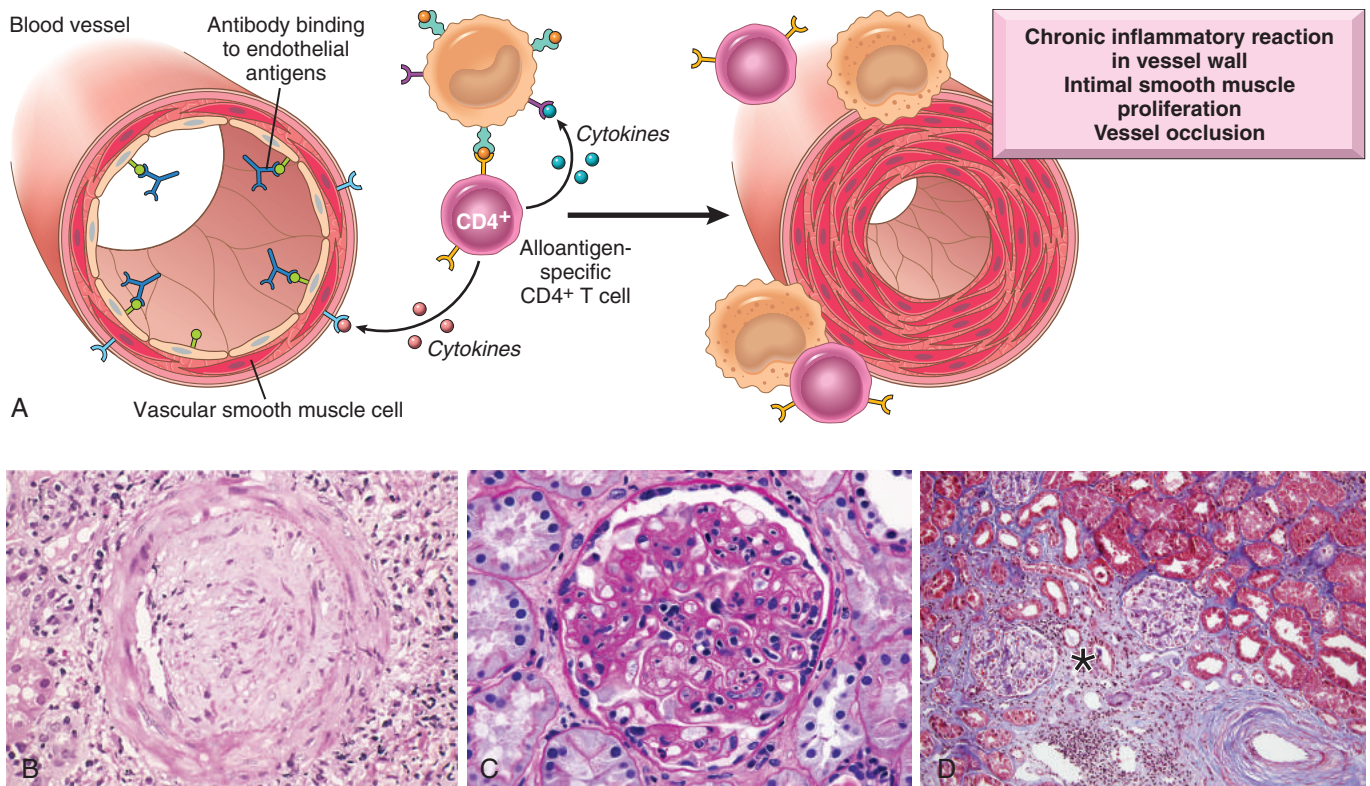 Blood vessel
Antibody binding
to endothelial
antigens
Cytokines
CD4+
Alloantigen-
specific
CD4+ T cell
Cytokines
Vascular smooth muscle cell
Chronic inflammatory reaction
in vessel wall
Intimal smooth muscle
proliferation
Vessel occlusion
A
B
C
*
D